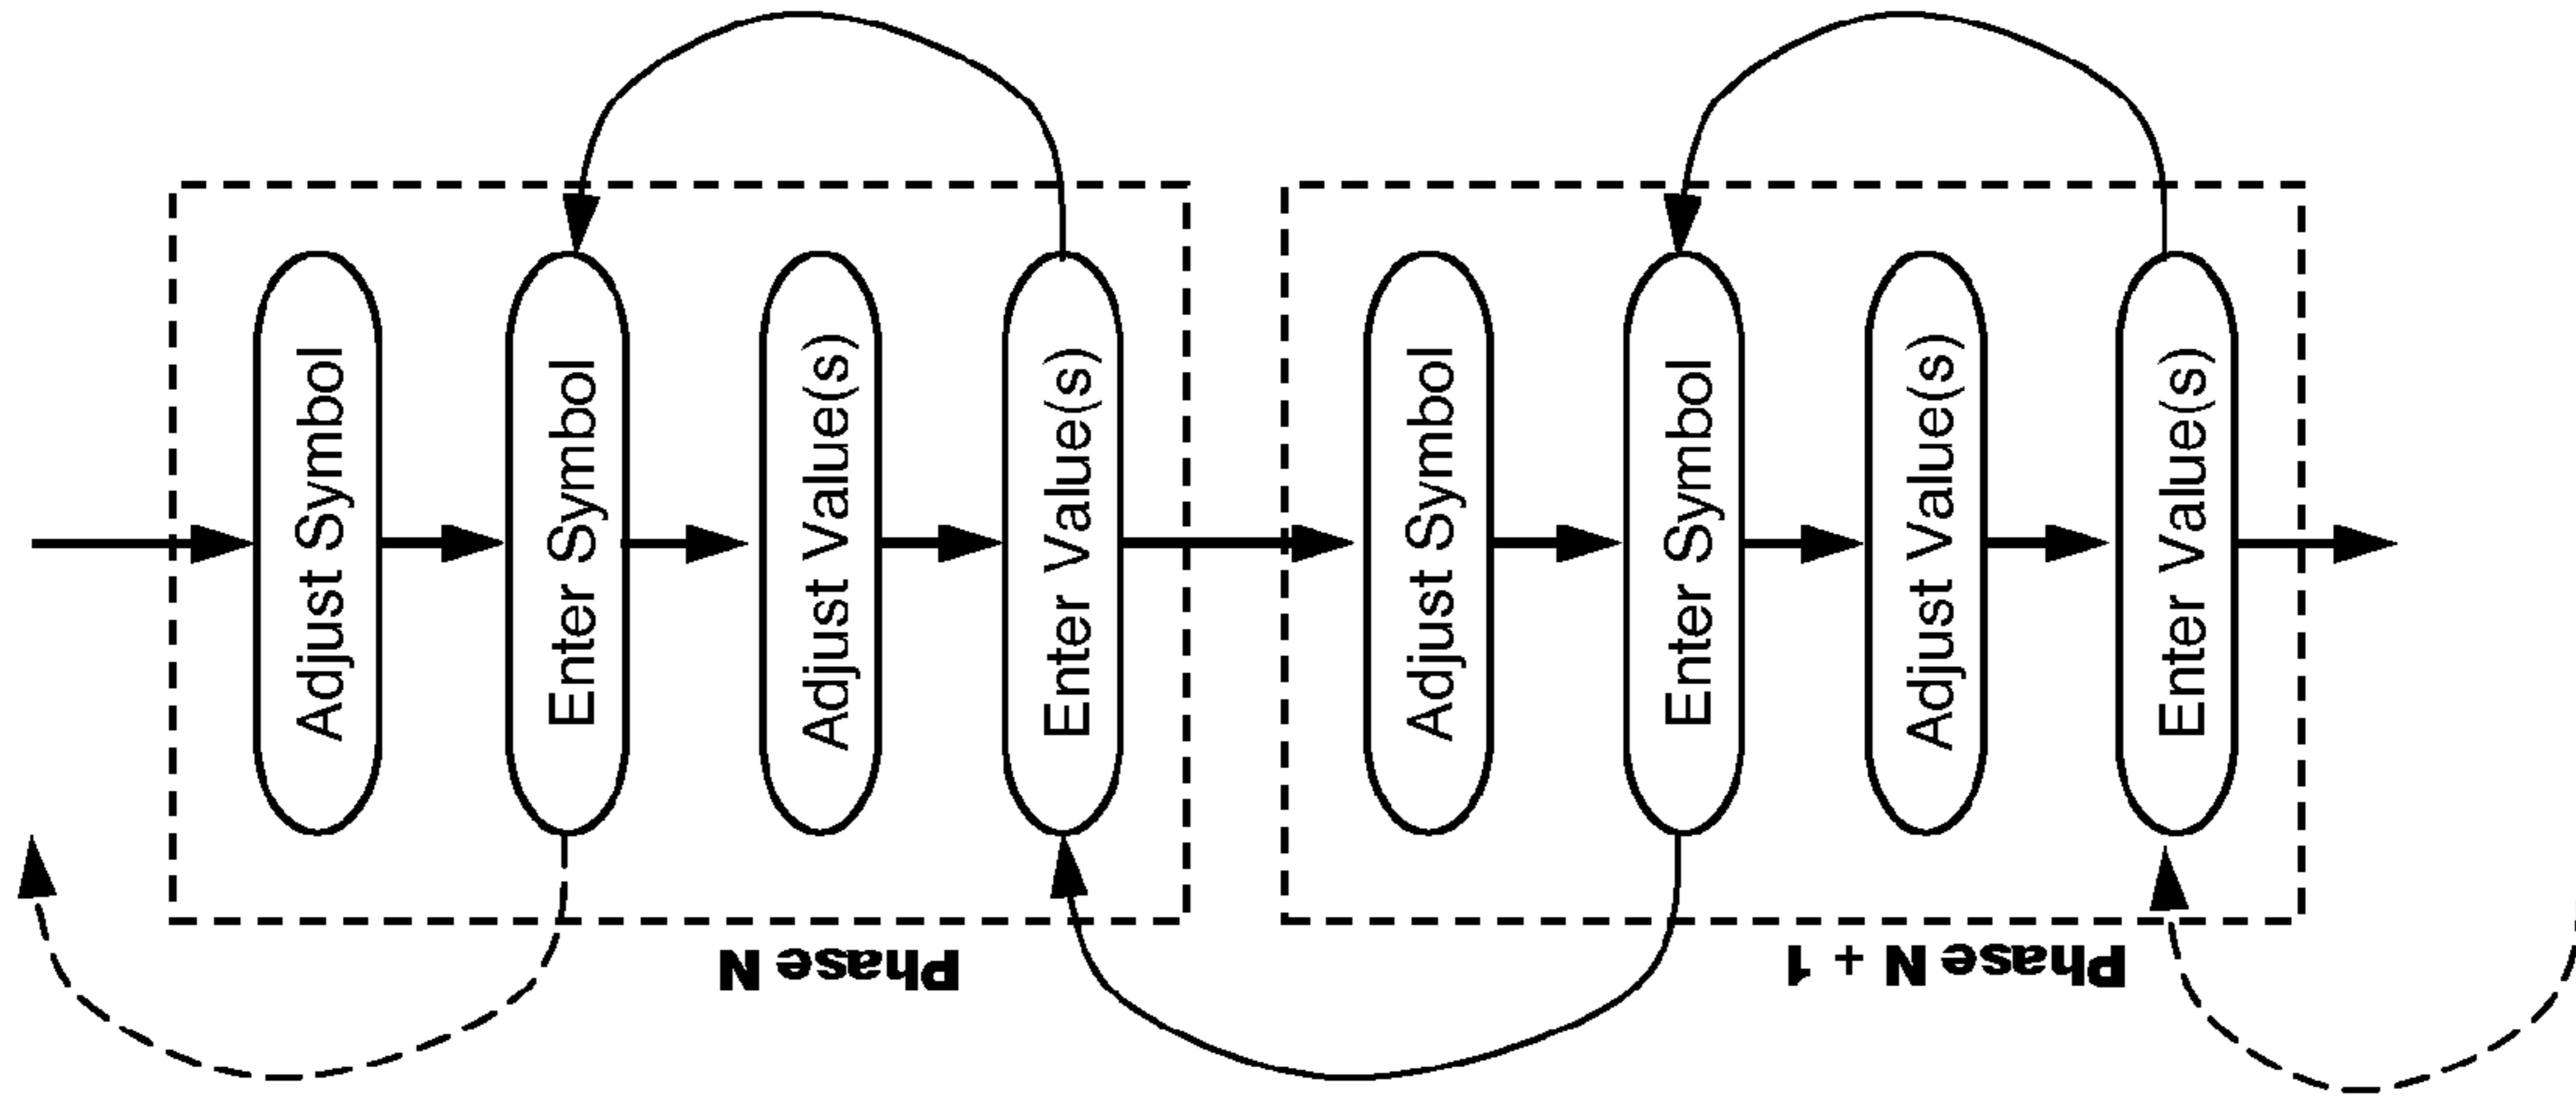 Adjust Symbol
Enter Symbol
Adjust Value(s)
Enter Value(s)
Phase N
Adjust Symbol
Enter Symbol
Adjust Value(s)
Enter Value(s)
Phase N + 1